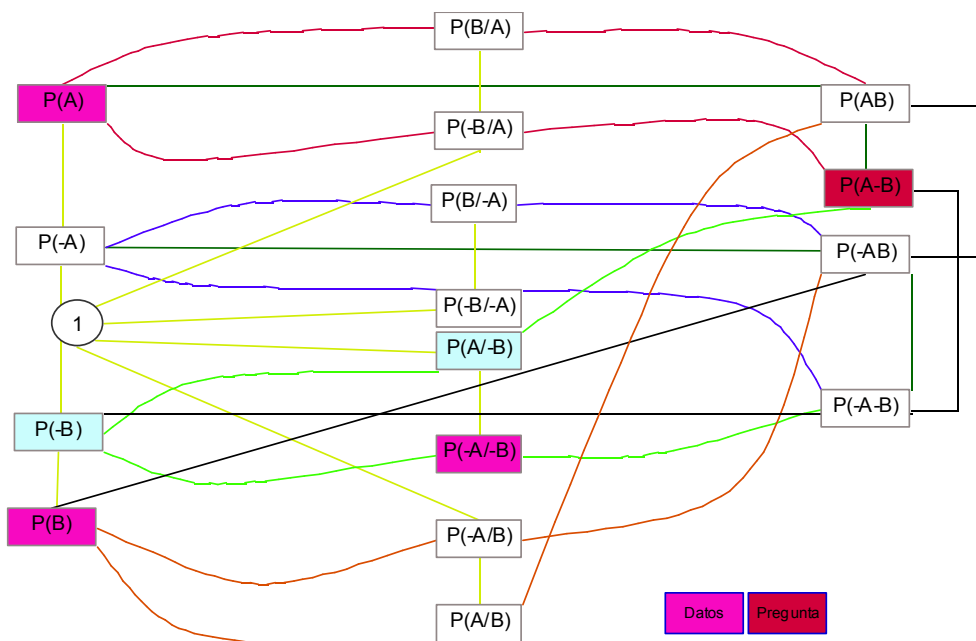 P(B/A)
P(A)
P(AB)
P(-B/A)
P(A-B)
P(B/-A)
P(-A)
P(-AB)
P(-B/-A)
1
P(A/-B)
P(-A-B)
P(-B)
P(-A/-B)
P(B)
P(-A/B)
P(A/B)
Datos
Pregunta